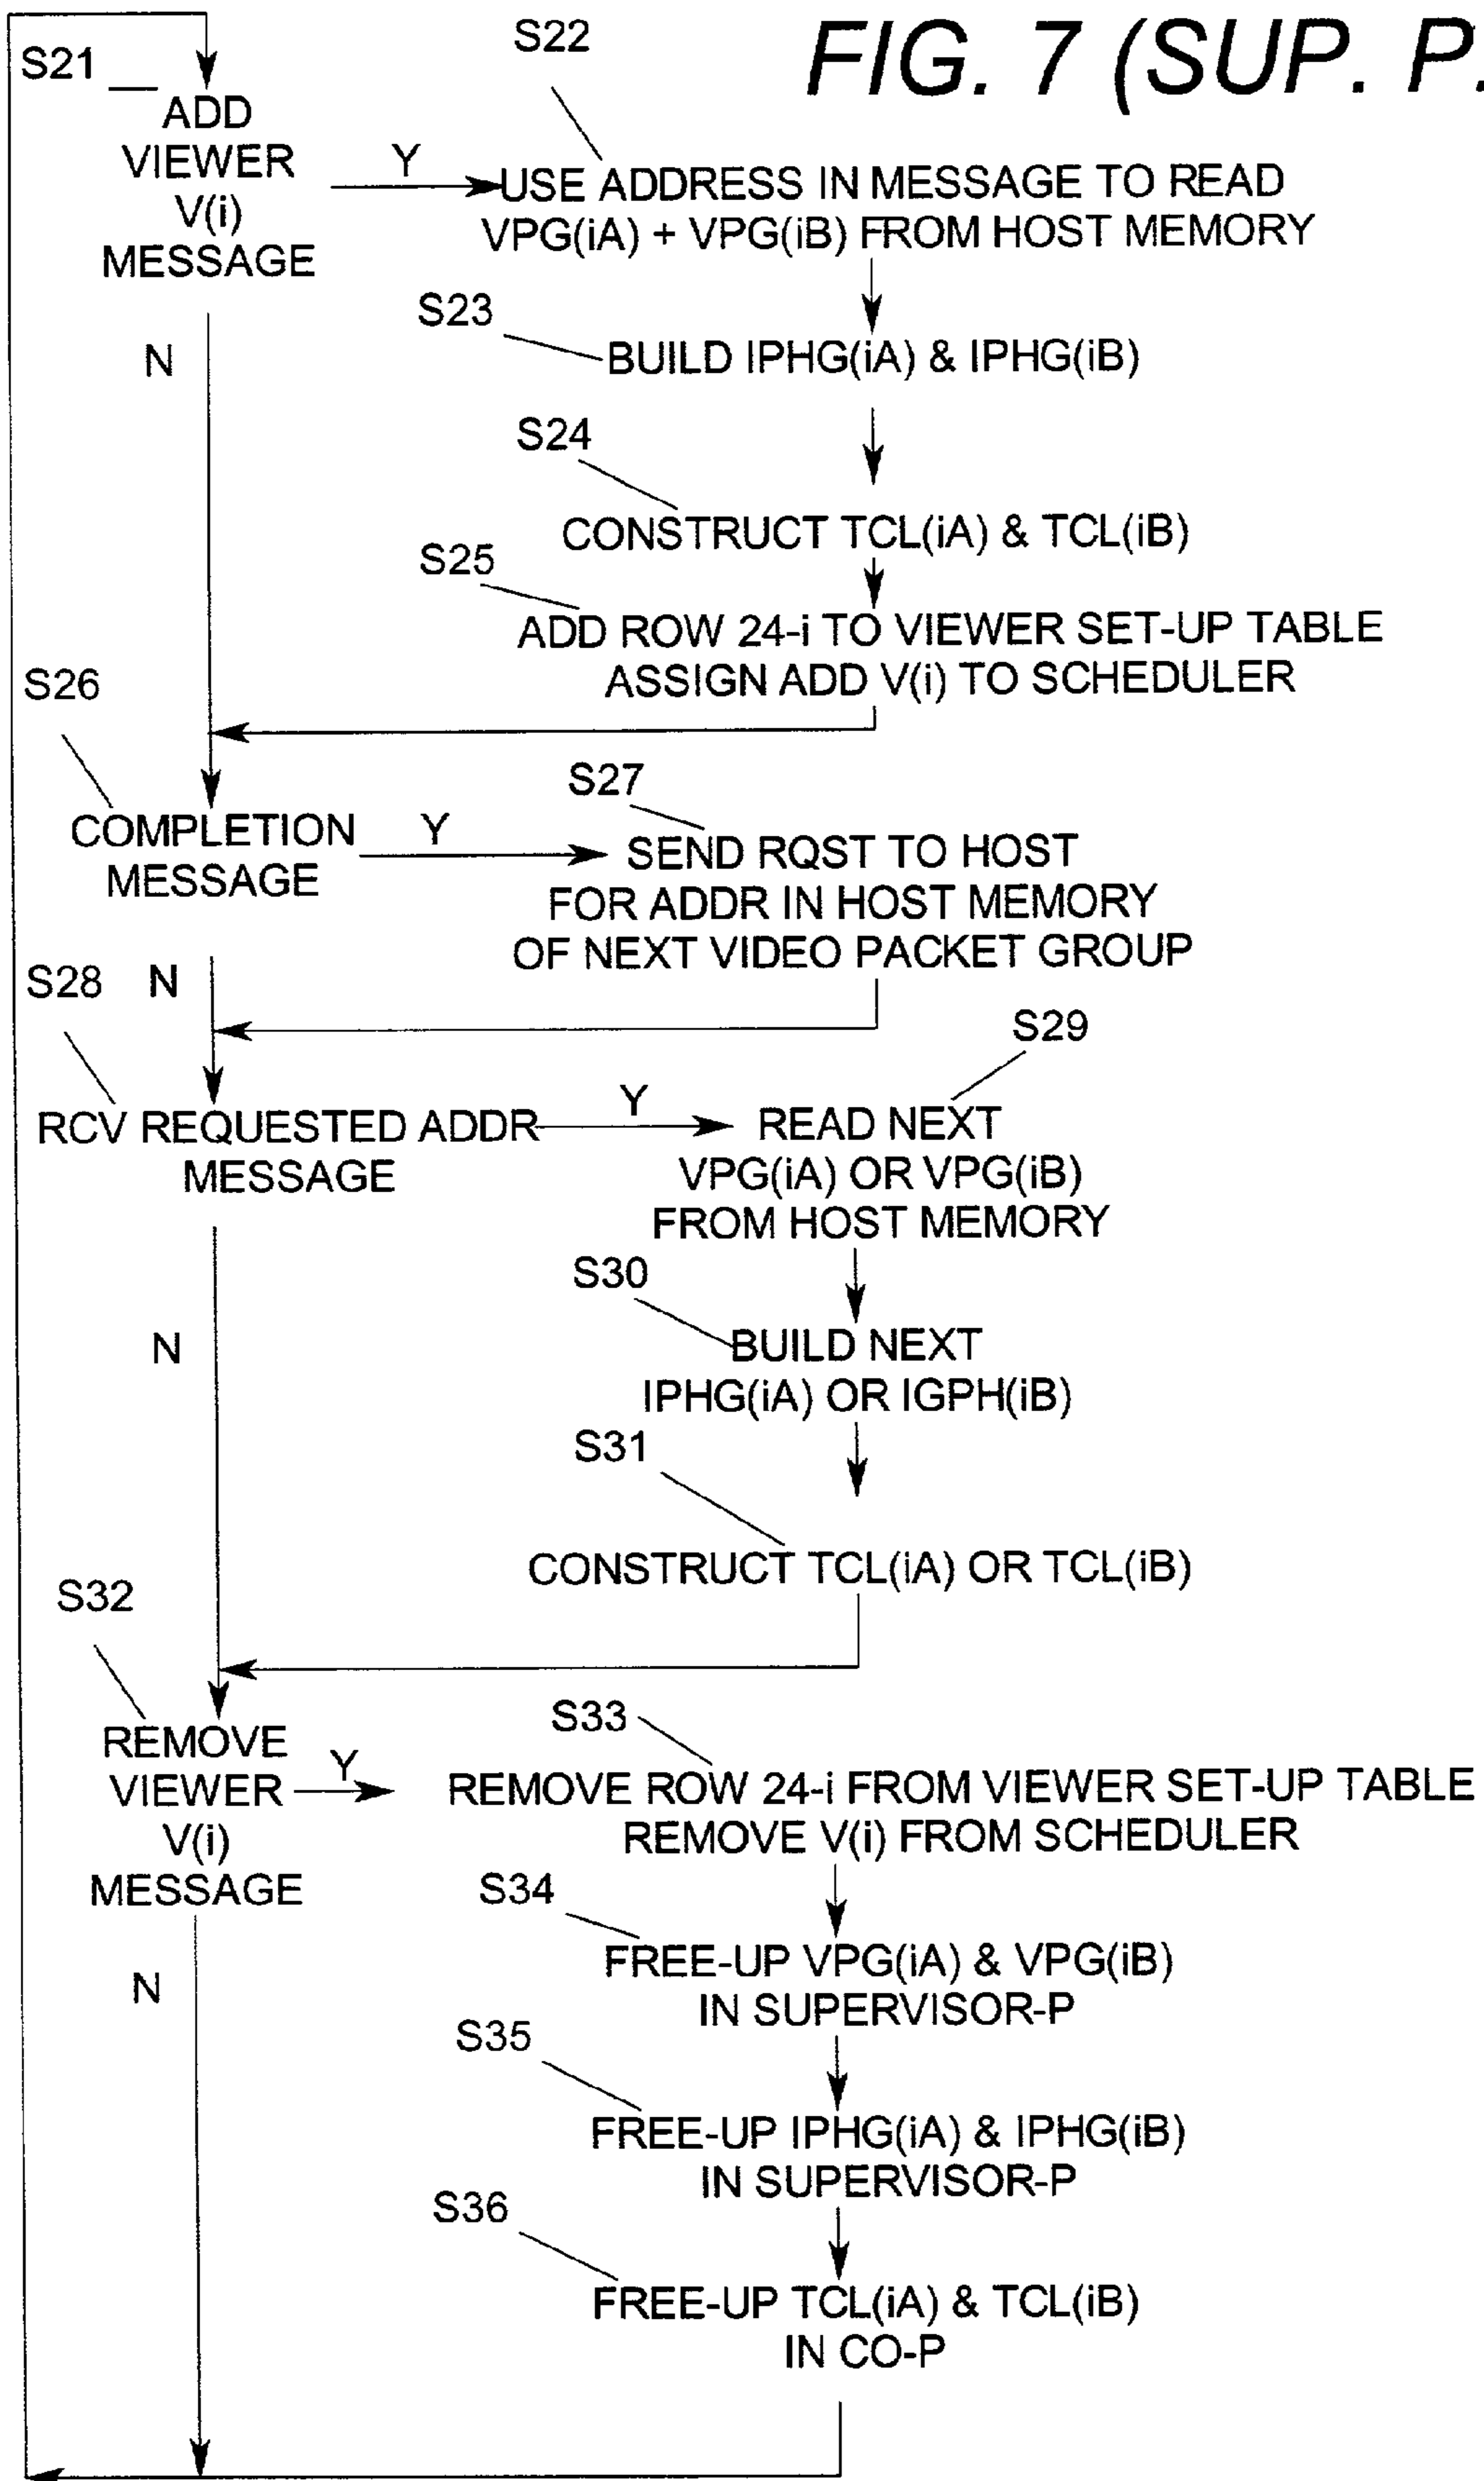 FIG. 7 (SUP. P.
S21
ADD
VIEWER
V(i)
MESSAGE
Y
N
S22
USE ADDRESS IN MESSAGE TO READ
VPG(iA) + VPG(iB) FROM HOST MEMORY
S23
BUILD IPHG(iA) & IPHG(iB)
S24
CONSTRUCT TCL(iA) & TCL(iB)
S25
ADD ROW 24-i TO VIEWER SET-UP TABLE
ASSIGN ADD V(i) TO SCHEDULER
S26
COMPLETION
MESSAGE
Y
N
S27
SEND RQST TO HOST
FOR ADDR IN HOST MEMORY
OF NEXT VIDEO PACKET GROUP
S28
RCV REQUESTED ADDR
MESSAGE
Y
N
S29
READ NEXT
VPG(iA) OR VPG(iB)
FROM HOST MEMORY
S30
BUILD NEXT
IPHG(iA) OR IGPH(iB)
S31
CONSTRUCT TCL(iA) OR TCL(iB)
S32
REMOVE
VIEWER
V(i)
MESSAGE
Y
N
S33
REMOVE ROW 24-i FROM VIEWER SET-UP TABLE
REMOVE V(i) FROM SCHEDULER
S34
FREE-UP VPG(iA) & VPG(iB)
IN SUPERVISOR-P
S35
FREE-UP IPHG(iA) & IPHG(iB)
IN SUPERVISOR-P
S36
FREE-UP TCL(iA) & TCL(iB)
IN CO-P